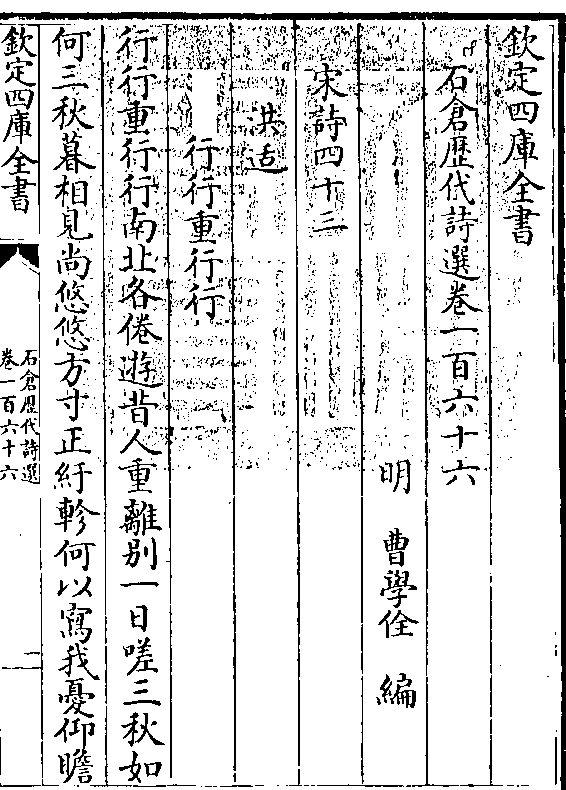 欽定四庫全書
石倉歴代詩選卷一百六十六
明　曹學佺　編
宋詩四十三
洪适
行行重行行
行行重行行南北各倦遊昔人重離别一日嗟三秋如
何三秋暮相見尚悠悠方寸正紆軫何以寫我憂仰瞻
欽定四庫全書
石倉歴代詩選
卷一百六十六
一